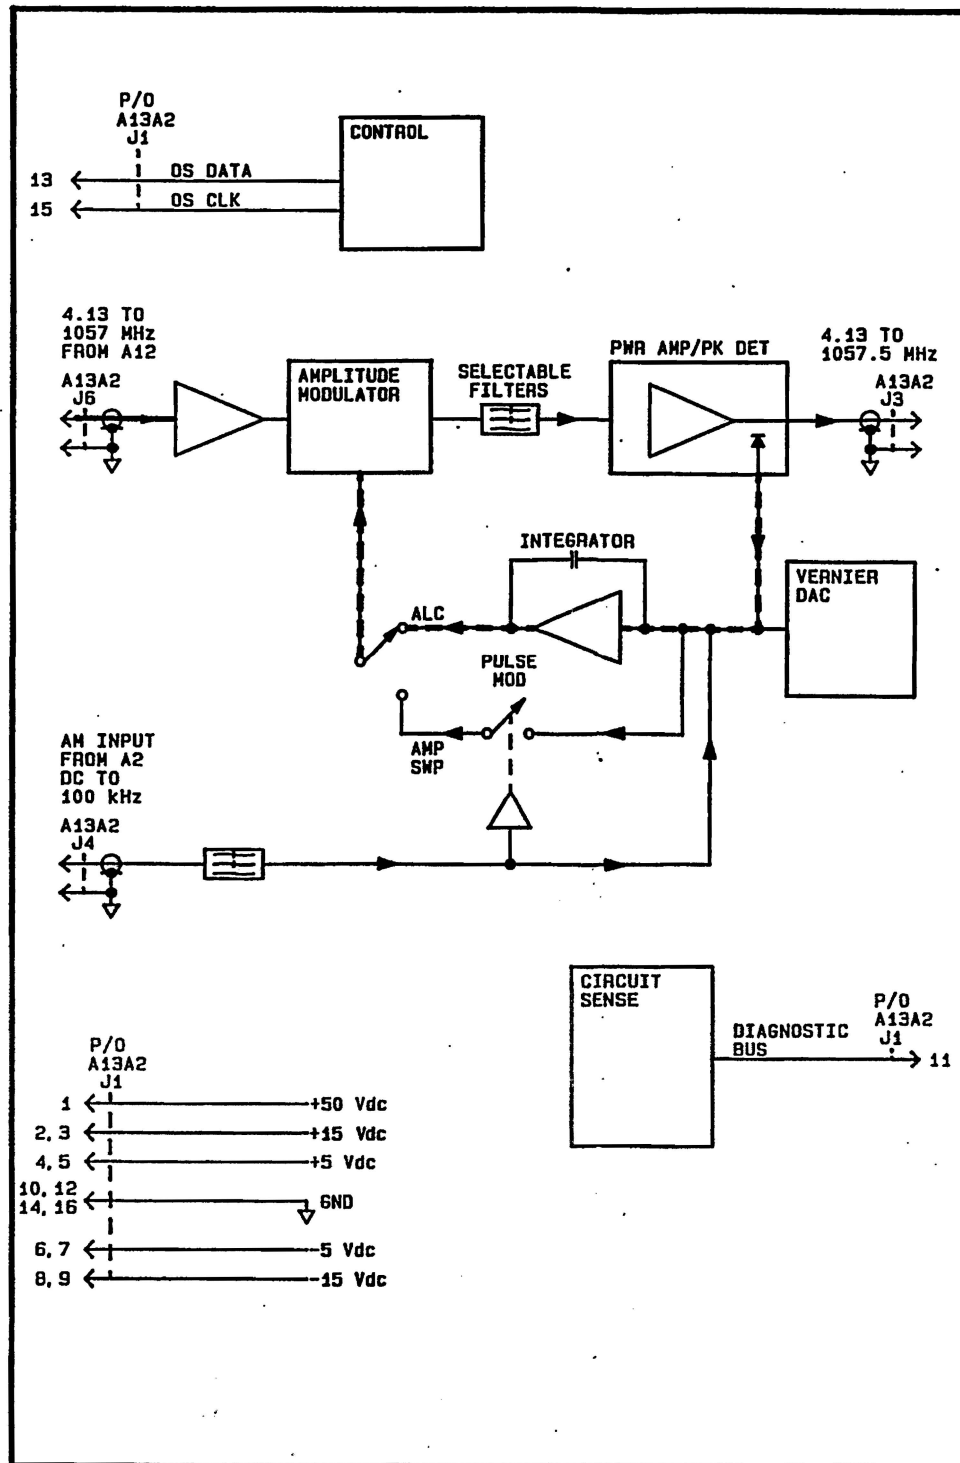 P/O
A13A2
J1
CONTROL
13
OS DATA
15
OS CLK
4.13 TO
1057 MHz
FROM A12
A13A2
J6
AMPLITUDE
MODULATOR
SELECTABLE
FILTERS
PWR AMP/PK DET
4.13 TO
1057.5 MHz
A13A2
J3
INTEGRATOR
VERNIER
DAC
ALC
PULSE
MOD
AMP
SWP
AM INPUT
FROM A2
DC TO
100 kHz
A13A2
J4
CIRCUIT
SENSE
DIAGNOSTIC
BUS
P/O
A13A2
J1
11
P/O
A13A2
J1
1 +50 Vdc
2, 3 +15 Vdc
4, 5 +5 Vdc
10, 12
14, 16 GND
6, 7 -5 Vdc
8, 9 -15 Vdc